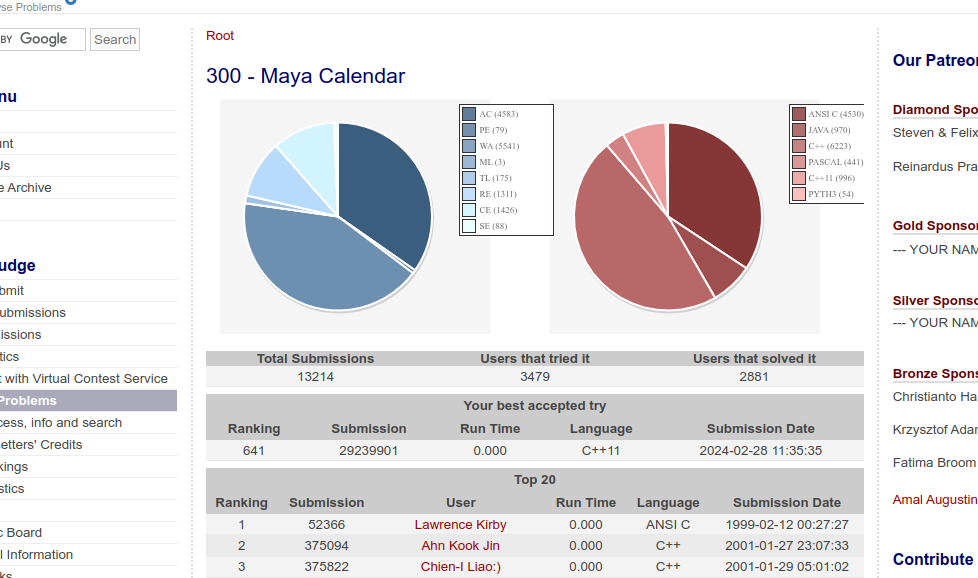 se Problems
BY Google
Search
Root
300 - Maya Calendar
nu
unt
Us
e Archive
udge
bmit
ubmissions
issions
tics
t with Virtual Contest Service
Problems
cess, info and search
etters' Credits
kings
stics
c Board
l Information
ks
AC (4583)
PE (79)
WA (5541)
ML (3)
TL (175)
RE (1311)
CE (1426)
SE (88)
ANSI C (4530)
JAVA (970)
C++ (6223)
PASCAL (441)
C++11 (996)
PYTH3 (54)
Total Submissions Users that tried it Users that solved it
13214 3479 2881
Your best accepted try
Ranking Submission Run Time Language Submission Date
641 29239901 0.000 C++11 2024-02-28 11:35:35
Top 20
Ranking Submission User Run Time Language Submission Date
1 52366 Lawrence Kirby 0.000 ANSI C 1999-02-12 00:27:27
2 375094 Ahn Kook Jin 0.000 C++ 2001-01-27 23:07:33
3 375822 Chien-I Liao:) 0.000 C++ 2001-01-29 05:01:02
Our Patreon
Diamond Spo
Steven & Felix
Reinardus Pra
Gold Sponsor
--- YOUR NAM
Silver Sponso
--- YOUR NAM
Bronze Spons
Christianto Ha
Krzysztof Adar
Fatima Broom
Amal Augustin
Contribute